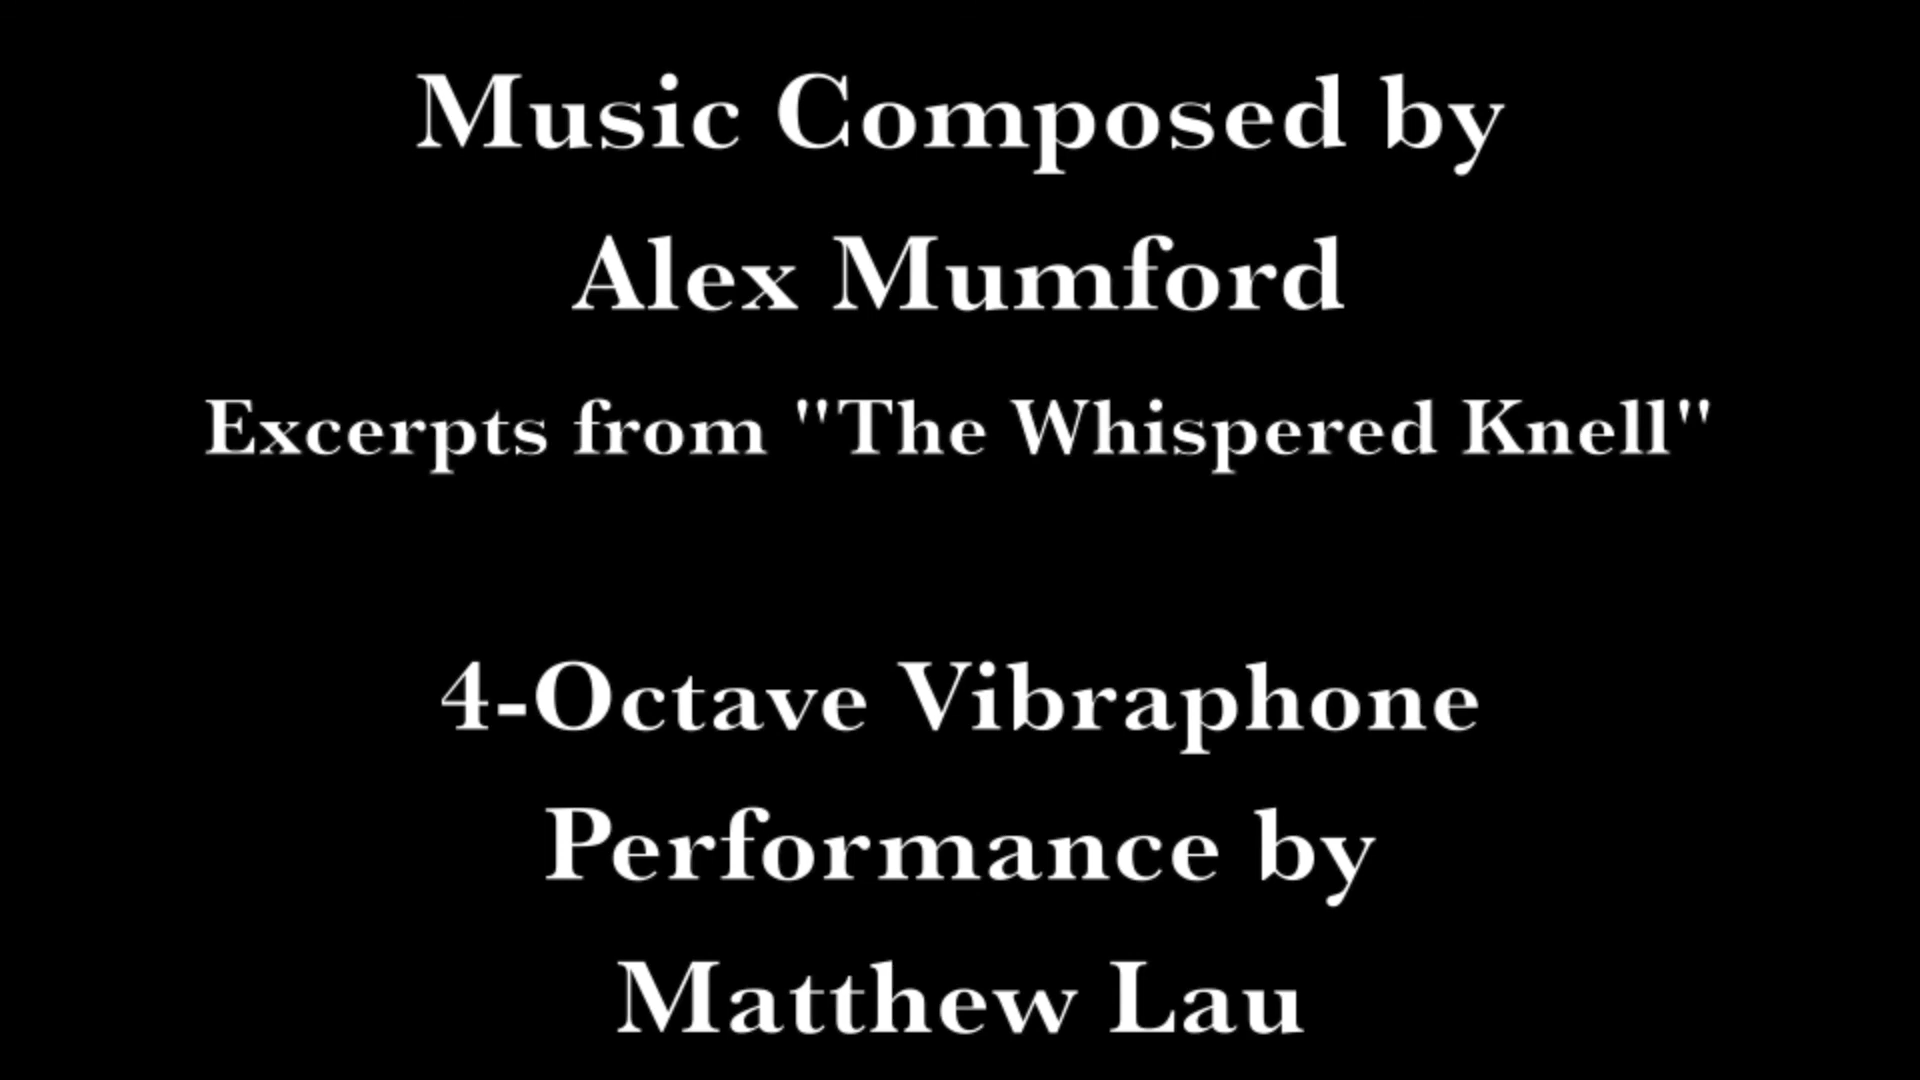 Music Composed by
Alex Mumford
Excerpts from "The Whispered Knell"
4-Octave Vibraphone
Performance by
Matthew Lau